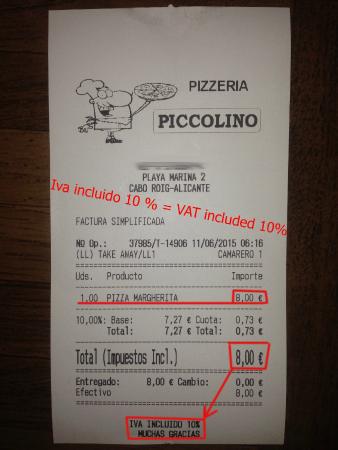 PIZZERIA
PICCOLINO
PLAYA MARINA 2
CABO ROIG-ALICANTE
Iva incluido 10 % = VAT included 10%
FACTURA SIMPLIFICADA
Nº Op.: 37985/T-14906 11/06/2015 06:16
(LL) TAKE AWAY/LL1 CAMARERO 1
Uds. Producto Importe
1.00 PIZZA MARGHERITA 8,00 €
10,00%: Base: 7,27 € Cuota: 0,73 €
Total: 7,27 € Total: 0,73 €
Total (Impuestos Incl.) 8,00 €
Entregado: 8,00 € Cambio: 0,00 €
Efectivo 8,00 €
IVA INCLUIDO 10%
MUCHAS GRACIAS